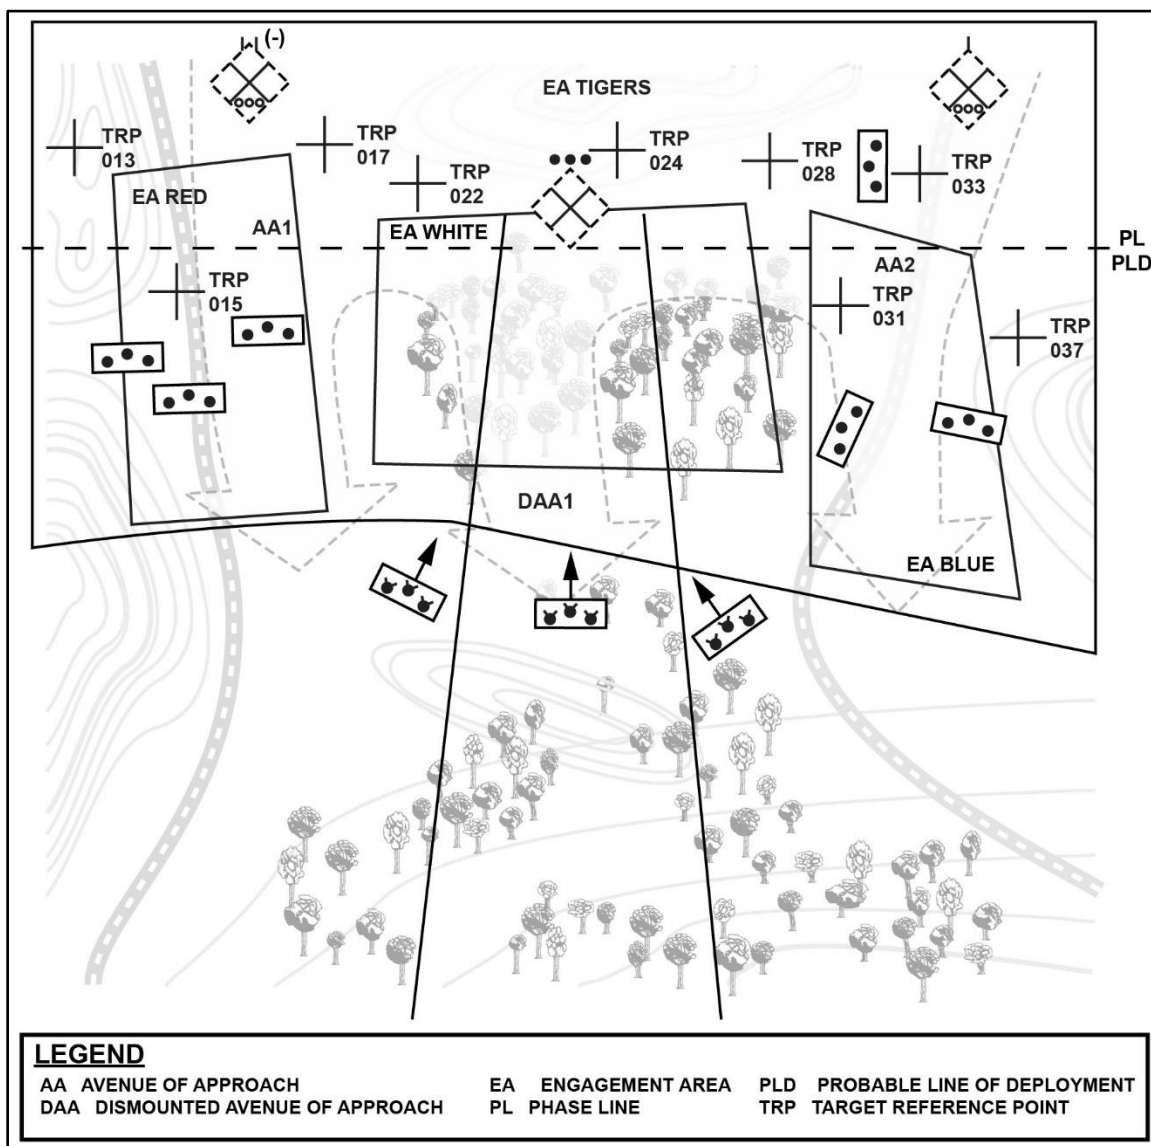 (-)
EA TIGERS
TRP
013
TRP
017
TRP
022
TRP
024
TRP
028
TRP
033
EA RED
AA1
EA WHITE
AA2
PL
PLD
TRP
015
TRP
031
TRP
037
DAA1
EA BLUE
LEGEND
AA AVENUE OF APPROACH
DAA DISMOUNTED AVENUE OF APPROACH
EA ENGAGEMENT AREA
PL PHASE LINE
PLD PROBABLE LINE OF DEPLOYMENT
TRP TARGET REFERENCE POINT